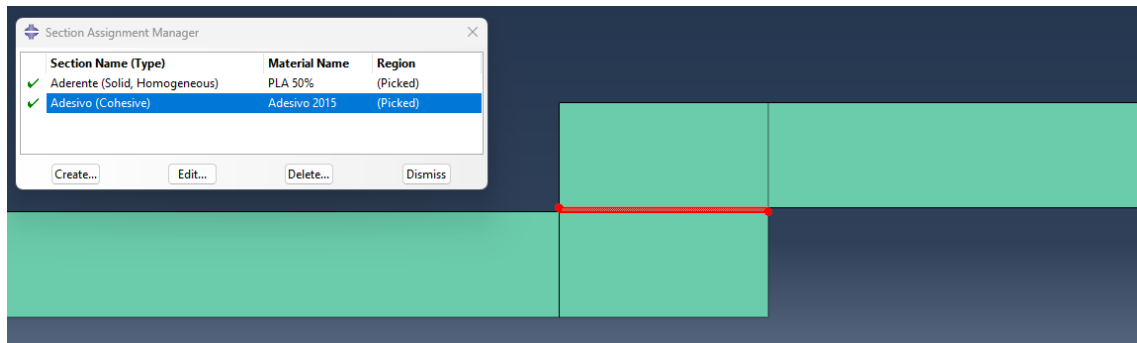 Section Assignment Manager
Section Name (Type) Material Name Region
Aderente (Solid, Homogeneous) PLA 50% (Picked)
Adesivo (Cohesive) Adesivo 2015 (Picked)
Create... Edit... Delete... Dismiss